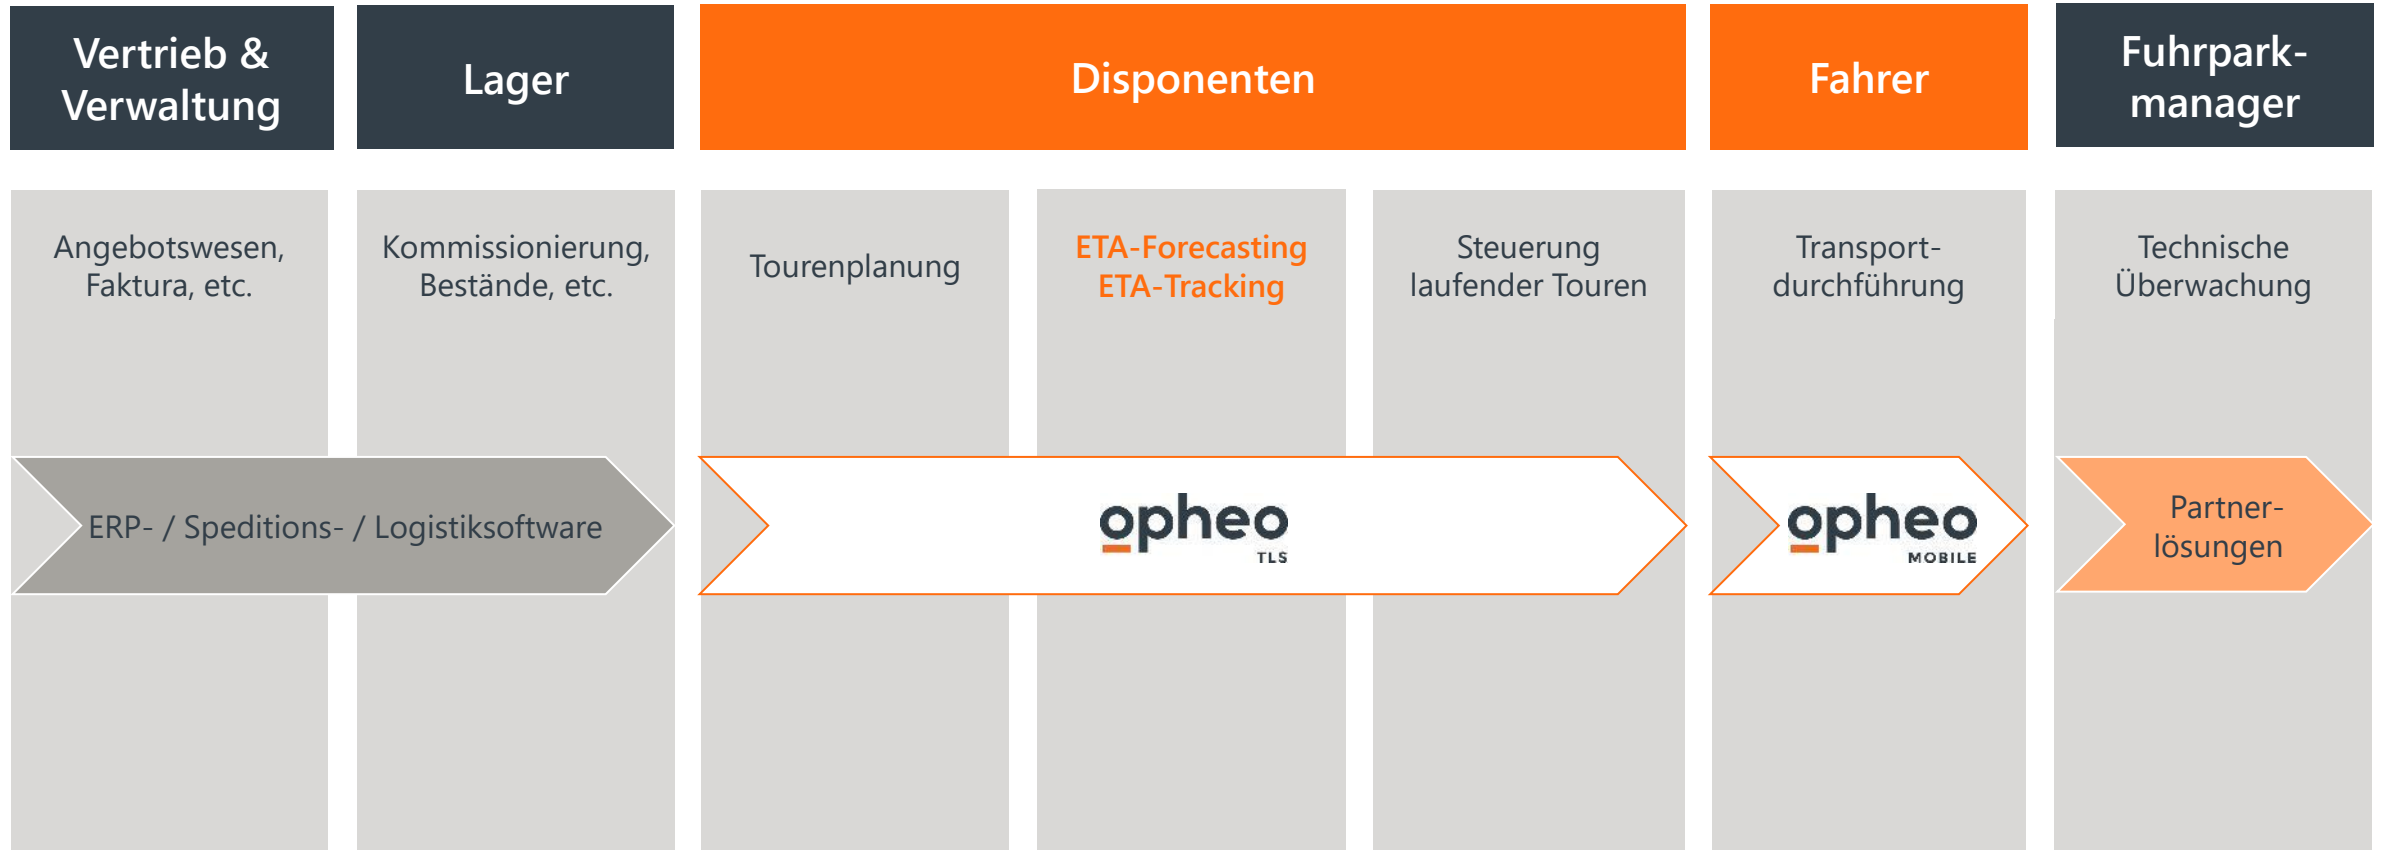 Vertrieb &
Verwaltung
Lager
Disponenten
Fahrer
Fuhrpark-
manager
Angebotswesen,
Faktura, etc.
Kommissionierung,
Bestände, etc.
Tourenplanung
ETA-Forecasting
ETA-Tracking
Steuerung
laufender Touren
Transport-
durchführung
Technische
Überwachung
ERP- / Speditions- / Logistiksoftware
opheo
TLS
opheo
MOBILE
Partner-
lösungen